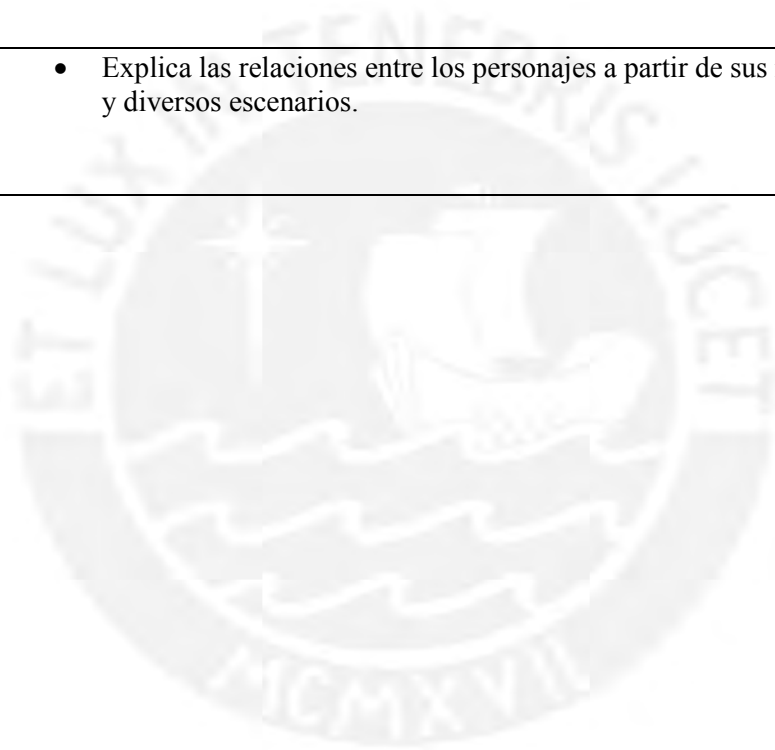 • Explica las relaciones entre los personajes a partir de sus
y diversos escenarios.
ET LUX IN TENEBRIS LUCET
MCMXVII